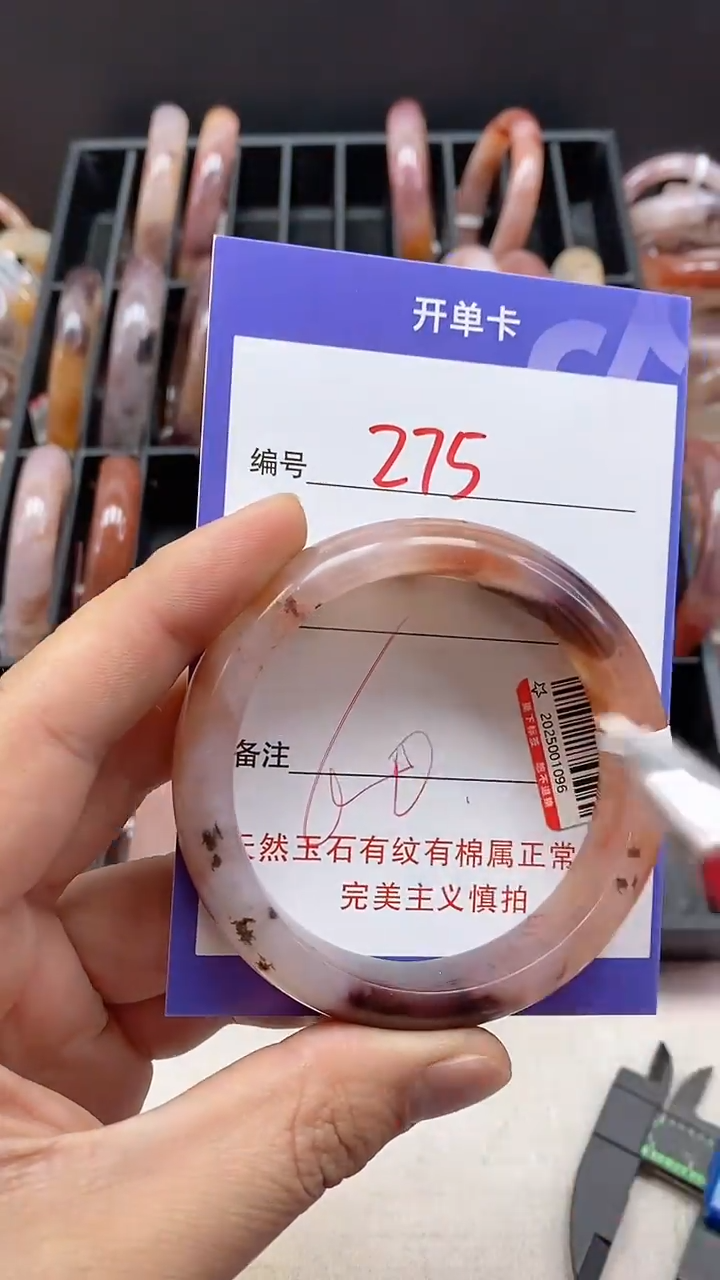 开单卡
编号 275
备注
天然玉石有纹有棉属正常
完美主义慎拍
2025001096